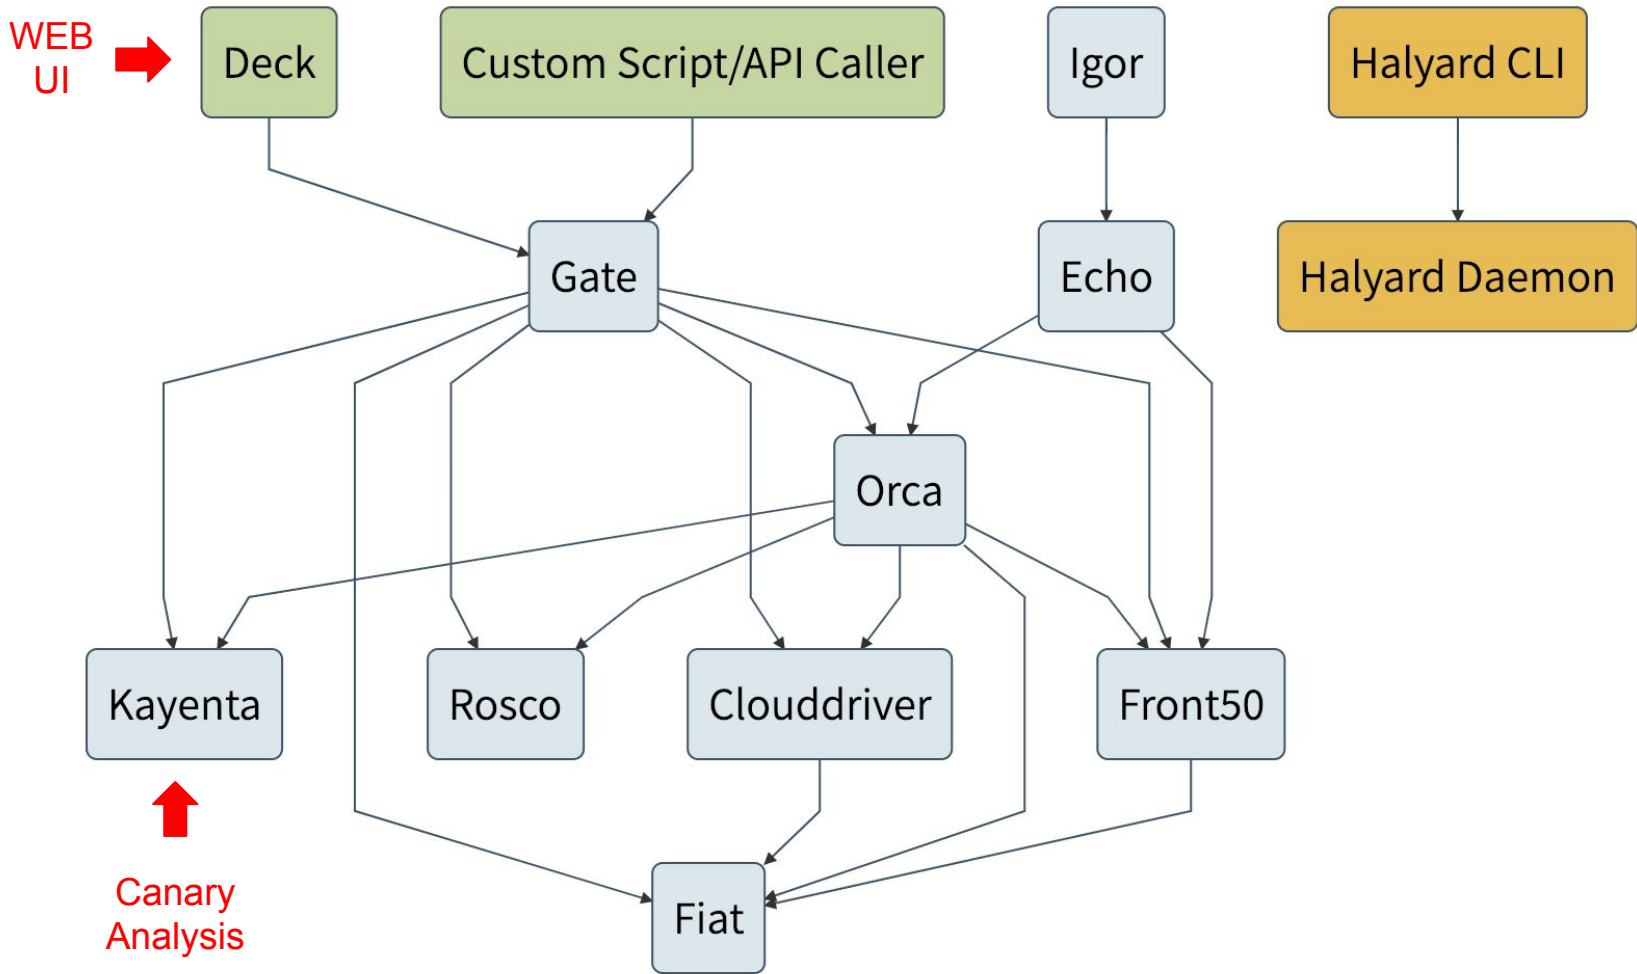 WEB
UI
Deck
Custom Script/API Caller
Igor
Halyard CLI
Gate
Echo
Halyard Daemon
Orca
Kayenta
Rosco
Clouddriver
Front50
Canary
Analysis
Fiat